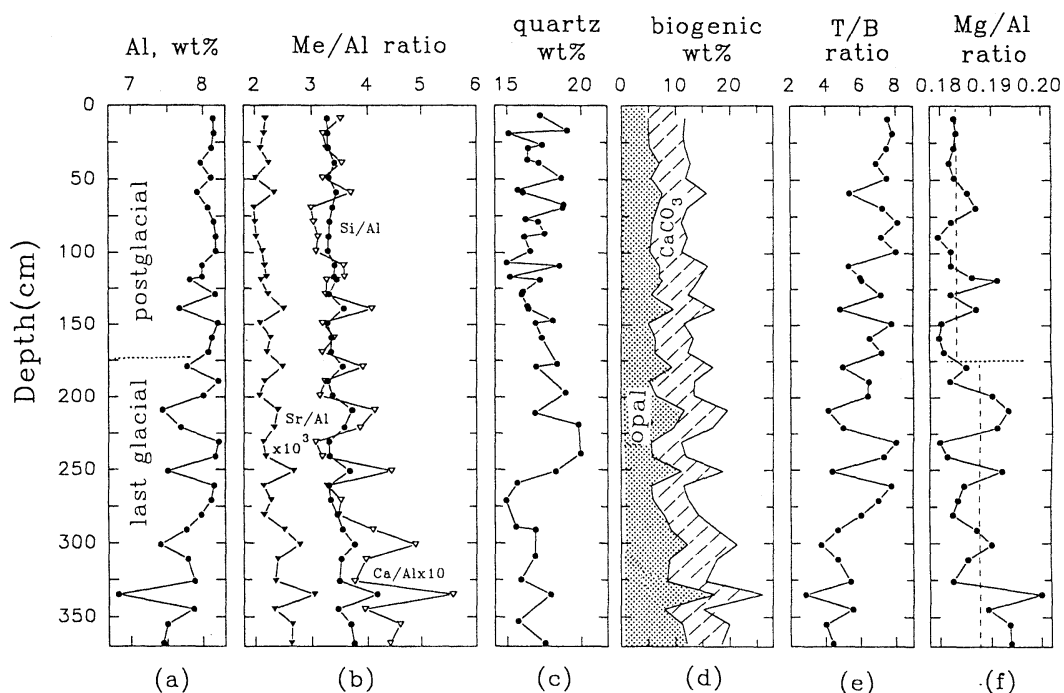 Al, wt%
Me/Al ratio
quartz wt%
biogenic wt%
T/B ratio
Mg/Al ratio
7 8
2 3 4 5 6
15 20
0 10 20
2 4 6 8
0.18 0.19 0.20
Depth(cm)
0
50
100
150
200
250
300
350
postglacial
last glacial
Si/Al
Sr/Al
x10³
Ca/Alx10
opal
CaCO₃
(a)
(b)
(c)
(d)
(e)
(f)